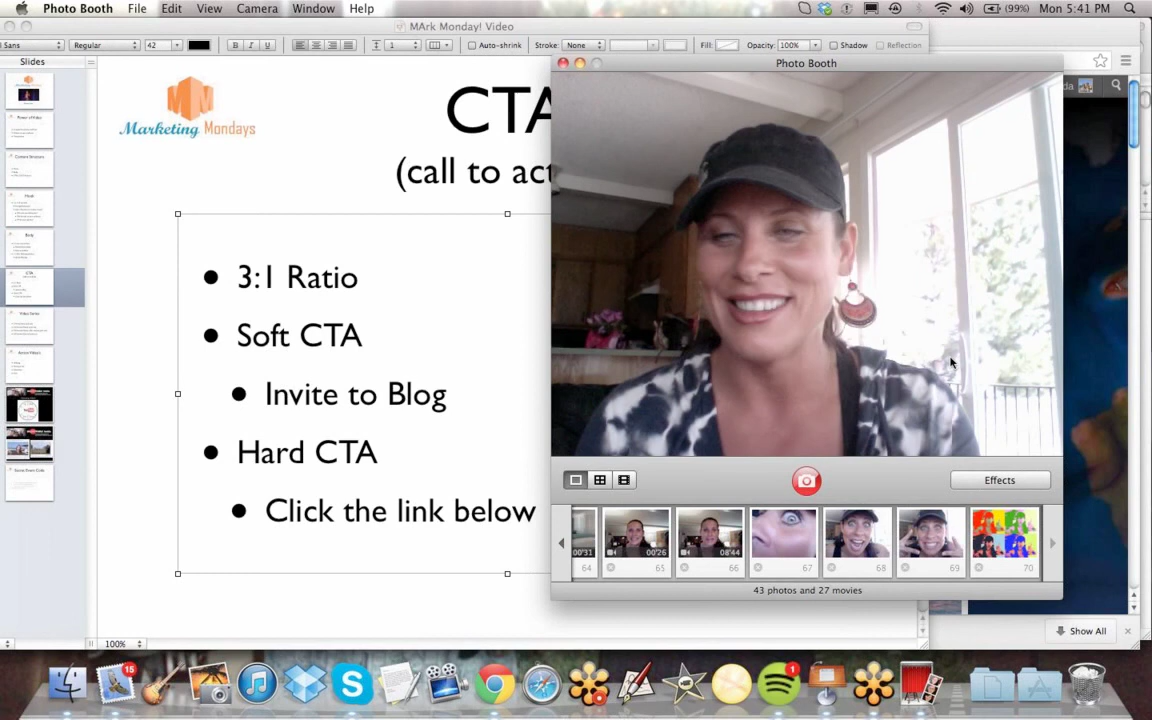 Photo Booth File Edit View Camera Window Help (99%) Mon 5:41 PM
MArk Monday! Video
Sans Regular 42 B I U 1 Auto-shrink Stroke: None Fill: Opacity: 100% Shadow Reflection
Slides
Photo Booth
Marketing Mondays
CTA
(call to act
3:1 Ratio
Soft CTA
Invite to Blog
Hard CTA
Click the link below
Effects
00'31 00'26 08'44
64 65 66 67 68 69 70
43 photos and 27 movies
100%
Show All
15
1